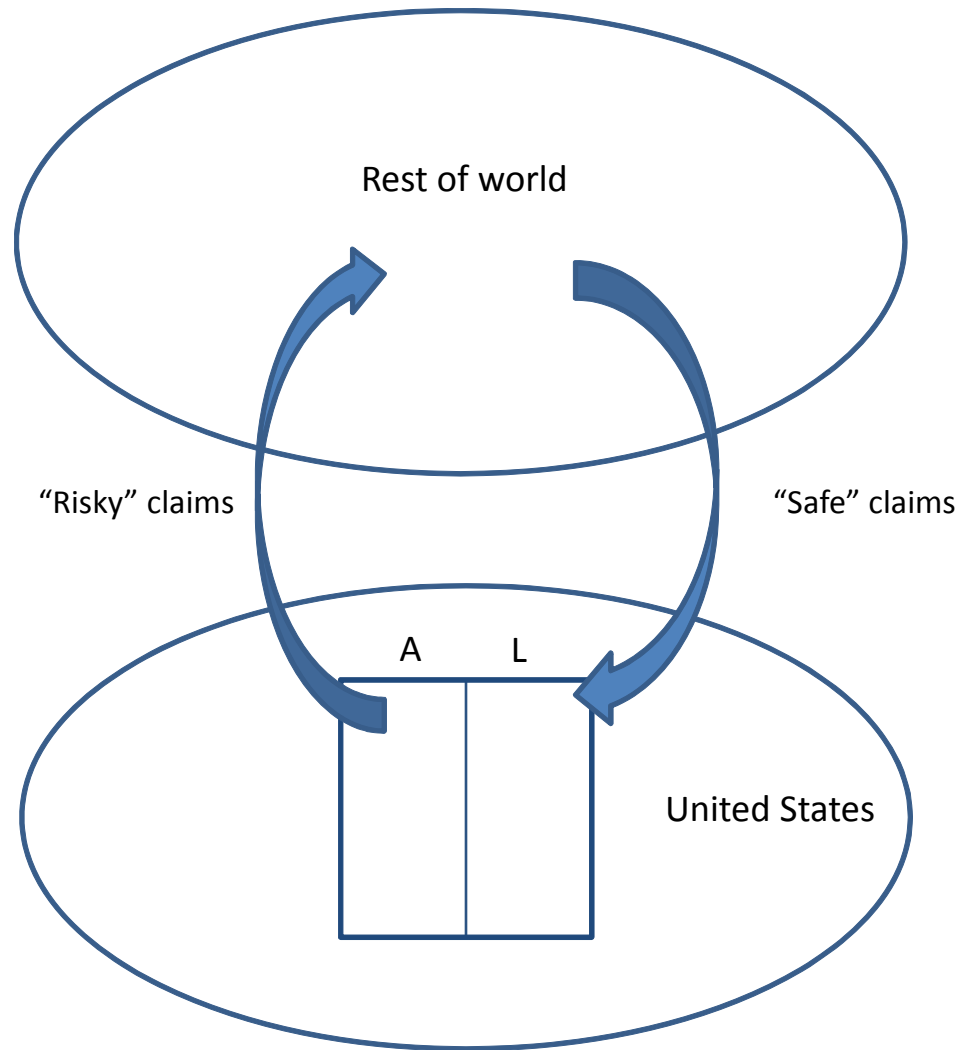 Rest of world
“Risky” claims
“Safe” claims
A
L
United States